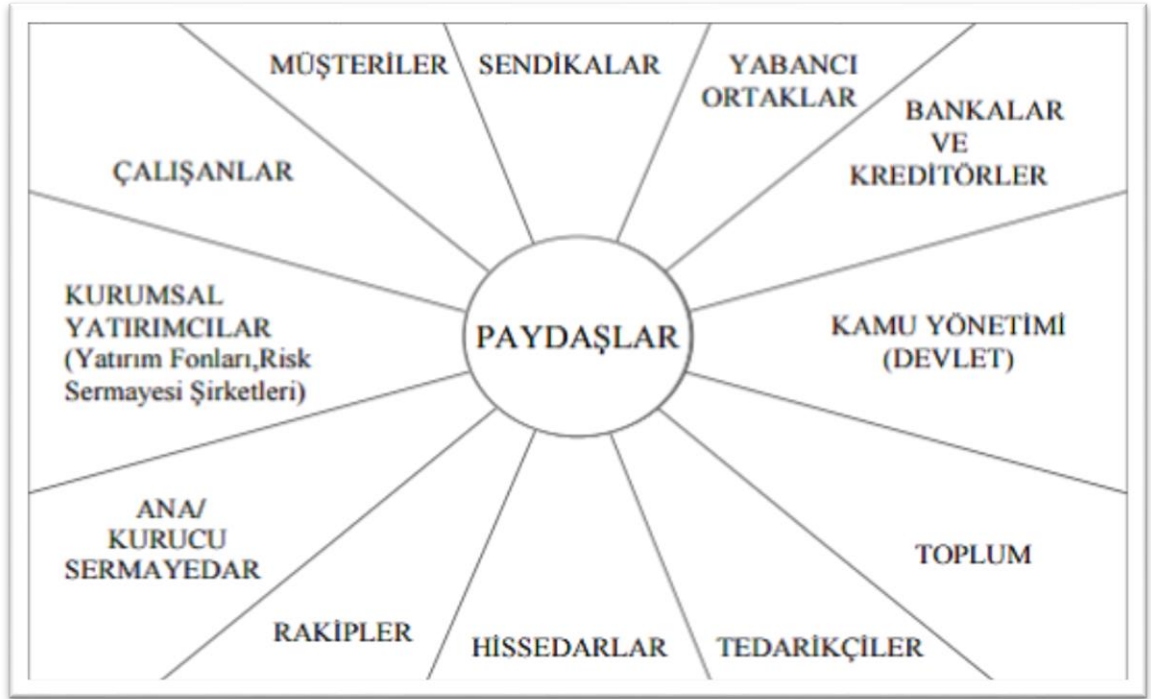 MÜŞTERİLER
SENDİKALAR
YABANCI
ORTAKLAR
BANKALAR
VE
KREDİTÖRLER
ÇALIŞANLAR
KURUMSAL
YATIRIMCILAR
(Yatırım Fonları,Risk
Sermayesi Şirketleri)
PAYDAŞLAR
KAMU YÖNETİMİ
(DEVLET)
ANA/
KURUCU
SERMAYEDAR
TOPLUM
RAKİPLER
HİSSEDARLAR
TEDARİKÇİLER